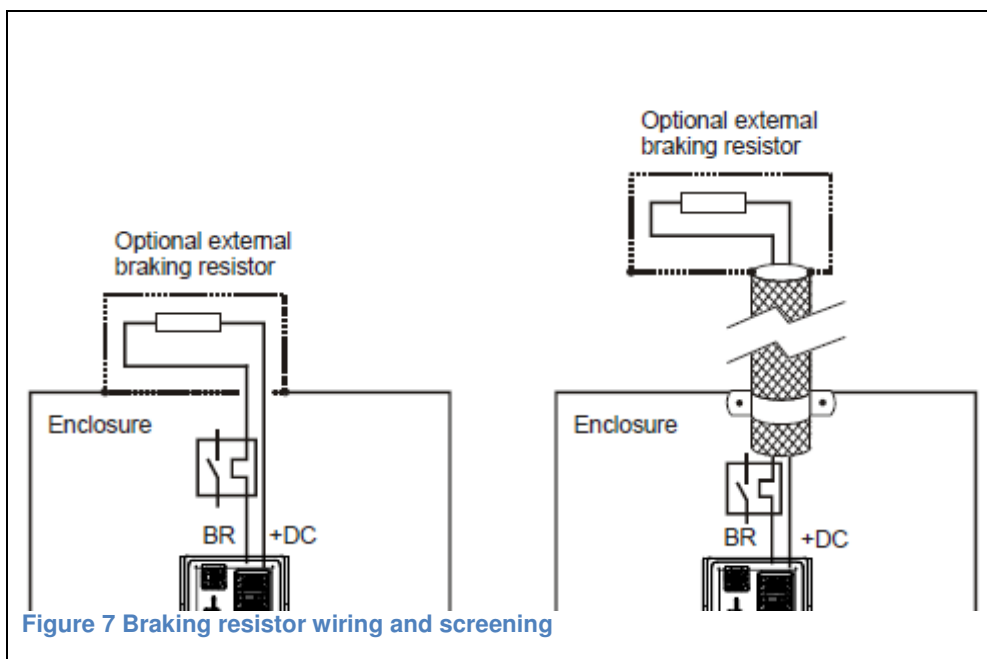 Optional external
braking resistor
Enclosure
BR +DC
Optional external
braking resistor
Enclosure
BR +DC
Figure 7 Braking resistor wiring and screening